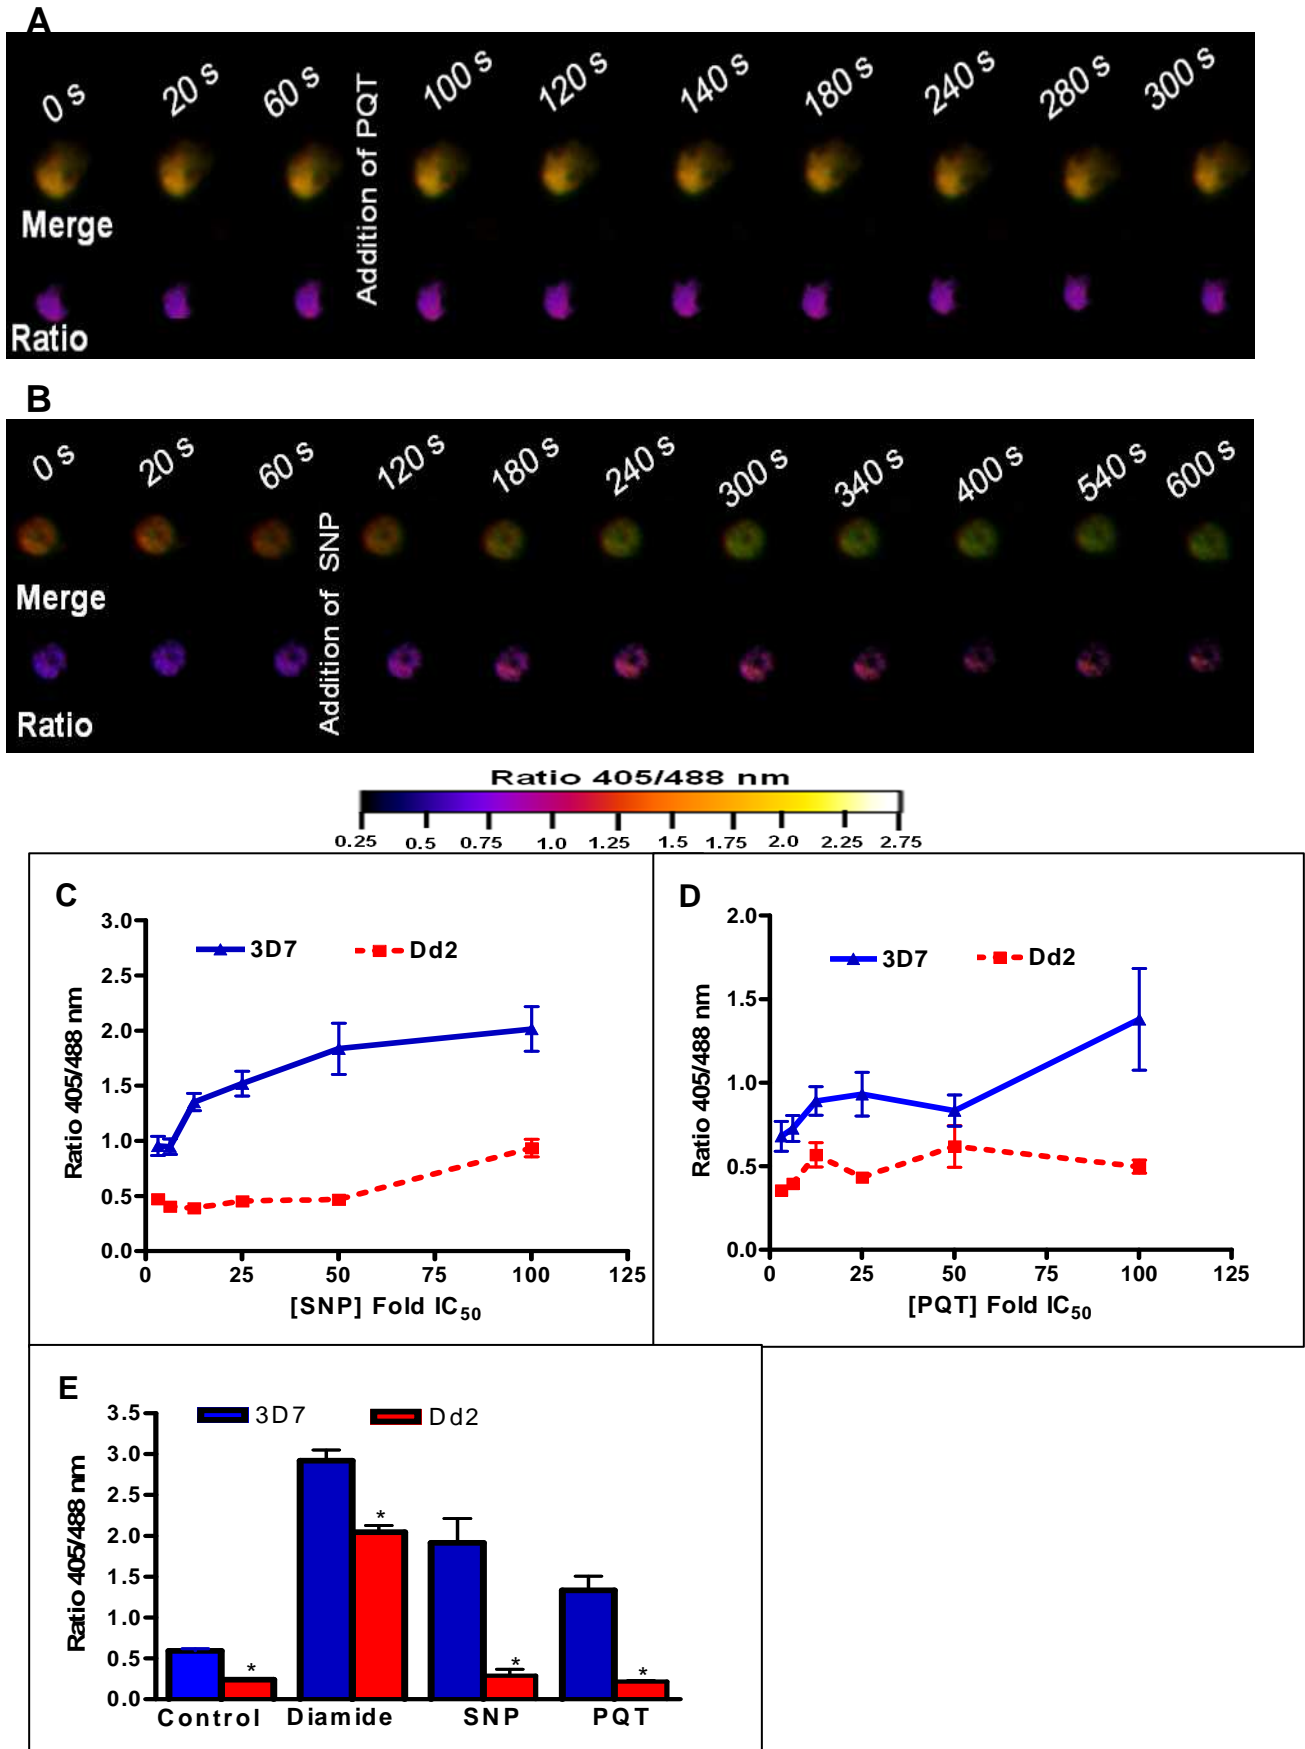 A
0 s 20 s 60 s Addition of PQT 100 s 120 s 140 s 180 s 240 s 280 s 300 s
Merge
Ratio
B
0 s 20 s 60 s Addition of SNP 120 s 180 s 240 s 300 s 340 s 400 s 540 s 600 s
Merge
Ratio
Ratio 405/488 nm
0.25 0.5 0.75 1.0 1.25 1.5 1.75 2.0 2.25 2.75
C
3D7 Dd2
Ratio 405/488 nm
3.0
2.5
2.0
1.5
1.0
0.5
0.0
0 25 50 75 100 125
[SNP] Fold IC50
D
3D7 Dd2
Ratio 405/488 nm
2.0
1.5
1.0
0.5
0.0
0 25 50 75 100 125
[PQT] Fold IC50
E
3D7 Dd2
Ratio 405/488 nm
3.5
3.0
2.5
2.0
1.5
1.0
0.5
0.0
* * * *
Control Diamide SNP PQT